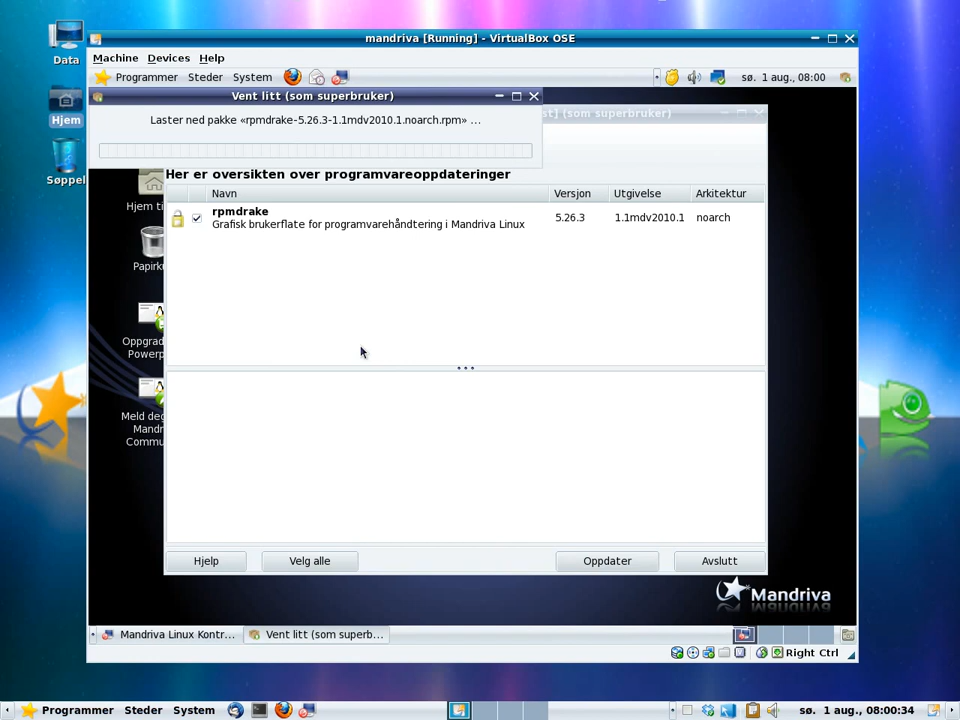 Data
Hjem
Søppel
mandriva [Running] - VirtualBox OSE
Machine Devices Help
Programmer Steder System
sø. 1 aug., 08:00
Vent litt (som superbruker)
st] (som superbruker)
Laster ned pakke «rpmdrake-5.26.3-1.1mdv2010.1.noarch.rpm» ...
Her er oversikten over programvareoppdateringer
Navn Versjon Utgivelse Arkitektur
rpmdrake
Grafisk brukerflate for programvarehåndtering i Mandriva Linux
5.26.3 1.1mdv2010.1 noarch
Hjem ti
Papirku
Oppgrad
Powerp
Meld deg
Mandr
Commu
Hjelp Velg alle Oppdater Avslutt
Mandriva
Mandriva Linux Kontr... Vent litt (som superb...
Right Ctrl
Programmer Steder System
sø. 1 aug., 08:00:34